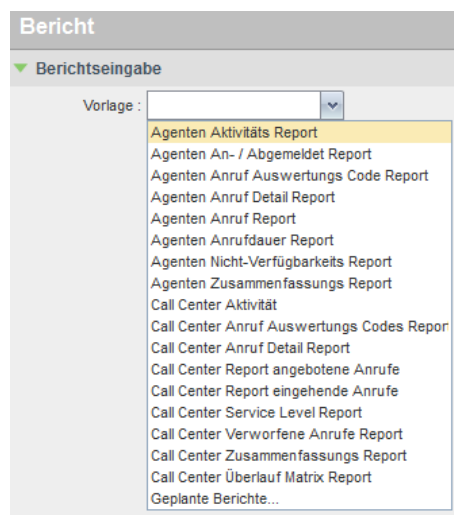 Bericht
Berichtseingabe
Vorlage :
Agenten Aktivitäts Report
Agenten An- / Abgemeldet Report
Agenten Anruf Auswertungs Code Report
Agenten Anruf Detail Report
Agenten Anruf Report
Agenten Anrufdauer Report
Agenten Nicht-Verfügbarkeits Report
Agenten Zusammenfassungs Report
Call Center Aktivität
Call Center Anruf Auswertungs Codes Repor
Call Center Anruf Detail Report
Call Center Report angebotene Anrufe
Call Center Report eingehende Anrufe
Call Center Service Level Report
Call Center Verworfene Anrufe Report
Call Center Zusammenfassungs Report
Call Center Überlauf Matrix Report
Geplante Berichte...